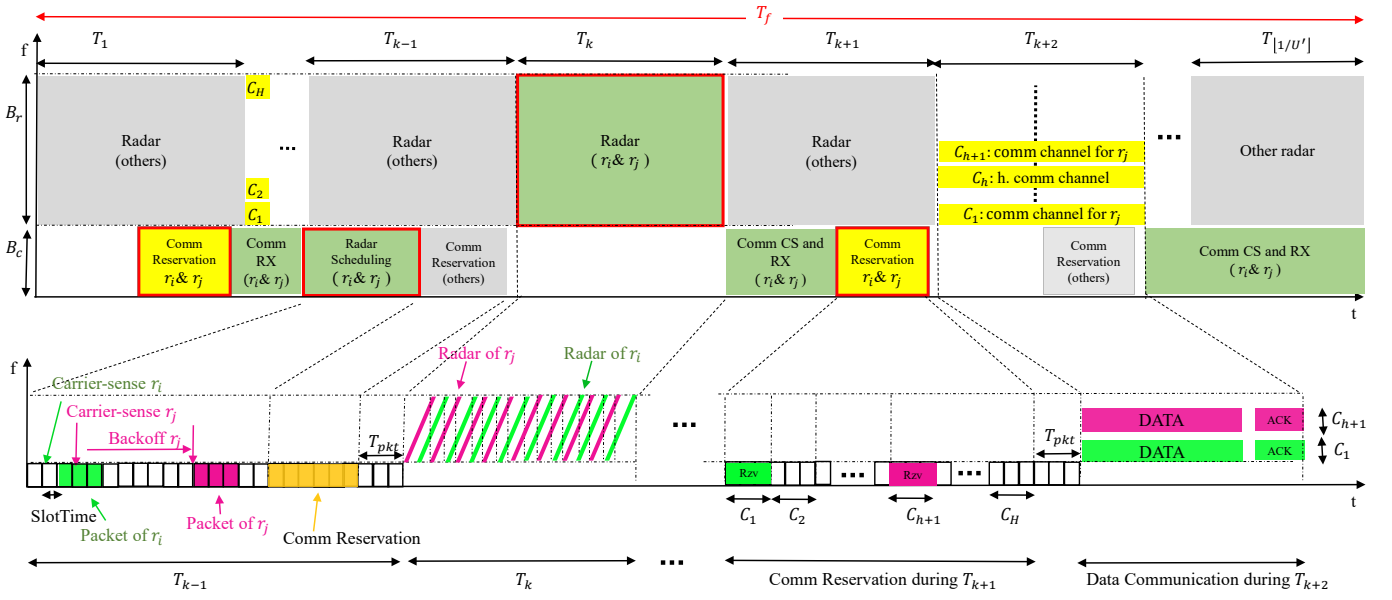 T_f
f
T_1
T_{k-1}
T_k
T_{k+1}
T_{k+2}
T_{⌊1/U′⌋}
B_r
Radar
(others)
C_H
...
C_2
C_1
Radar
(others)
Radar
( r_i& r_j )
Radar
(others)
C_{h+1}: comm channel for r_j
C_h: h. comm channel
C_1: comm channel for r_j
...
Other radar
B_c
Comm
Reservation
r_i& r_j
Comm
RX
(r_i& r_j)
Radar
Scheduling
(r_i& r_j )
Comm
Reservation
(others)
Comm CS and
RX
( r_i& r_j )
Comm
Reservation
r_i& r_j
Comm
Reservation
(others)
Comm CS and RX
( r_i& r_j )
t
f
Radar of r_j
Radar of r_i
Carrier-sense r_i
Carrier-sense r_j
Backoff r_j
T_{pkt}
...
Rzv
...
Rzv
...
T_{pkt}
DATA
ACK
C_{h+1}
DATA
ACK
C_1
t
SlotTime
Packet of r_i
Packet of r_j
Comm Reservation
C_1
C_2
C_{h+1}
C_H
T_{k-1}
T_k
...
Comm Reservation during T_{k+1}
Data Communication during T_{k+2}